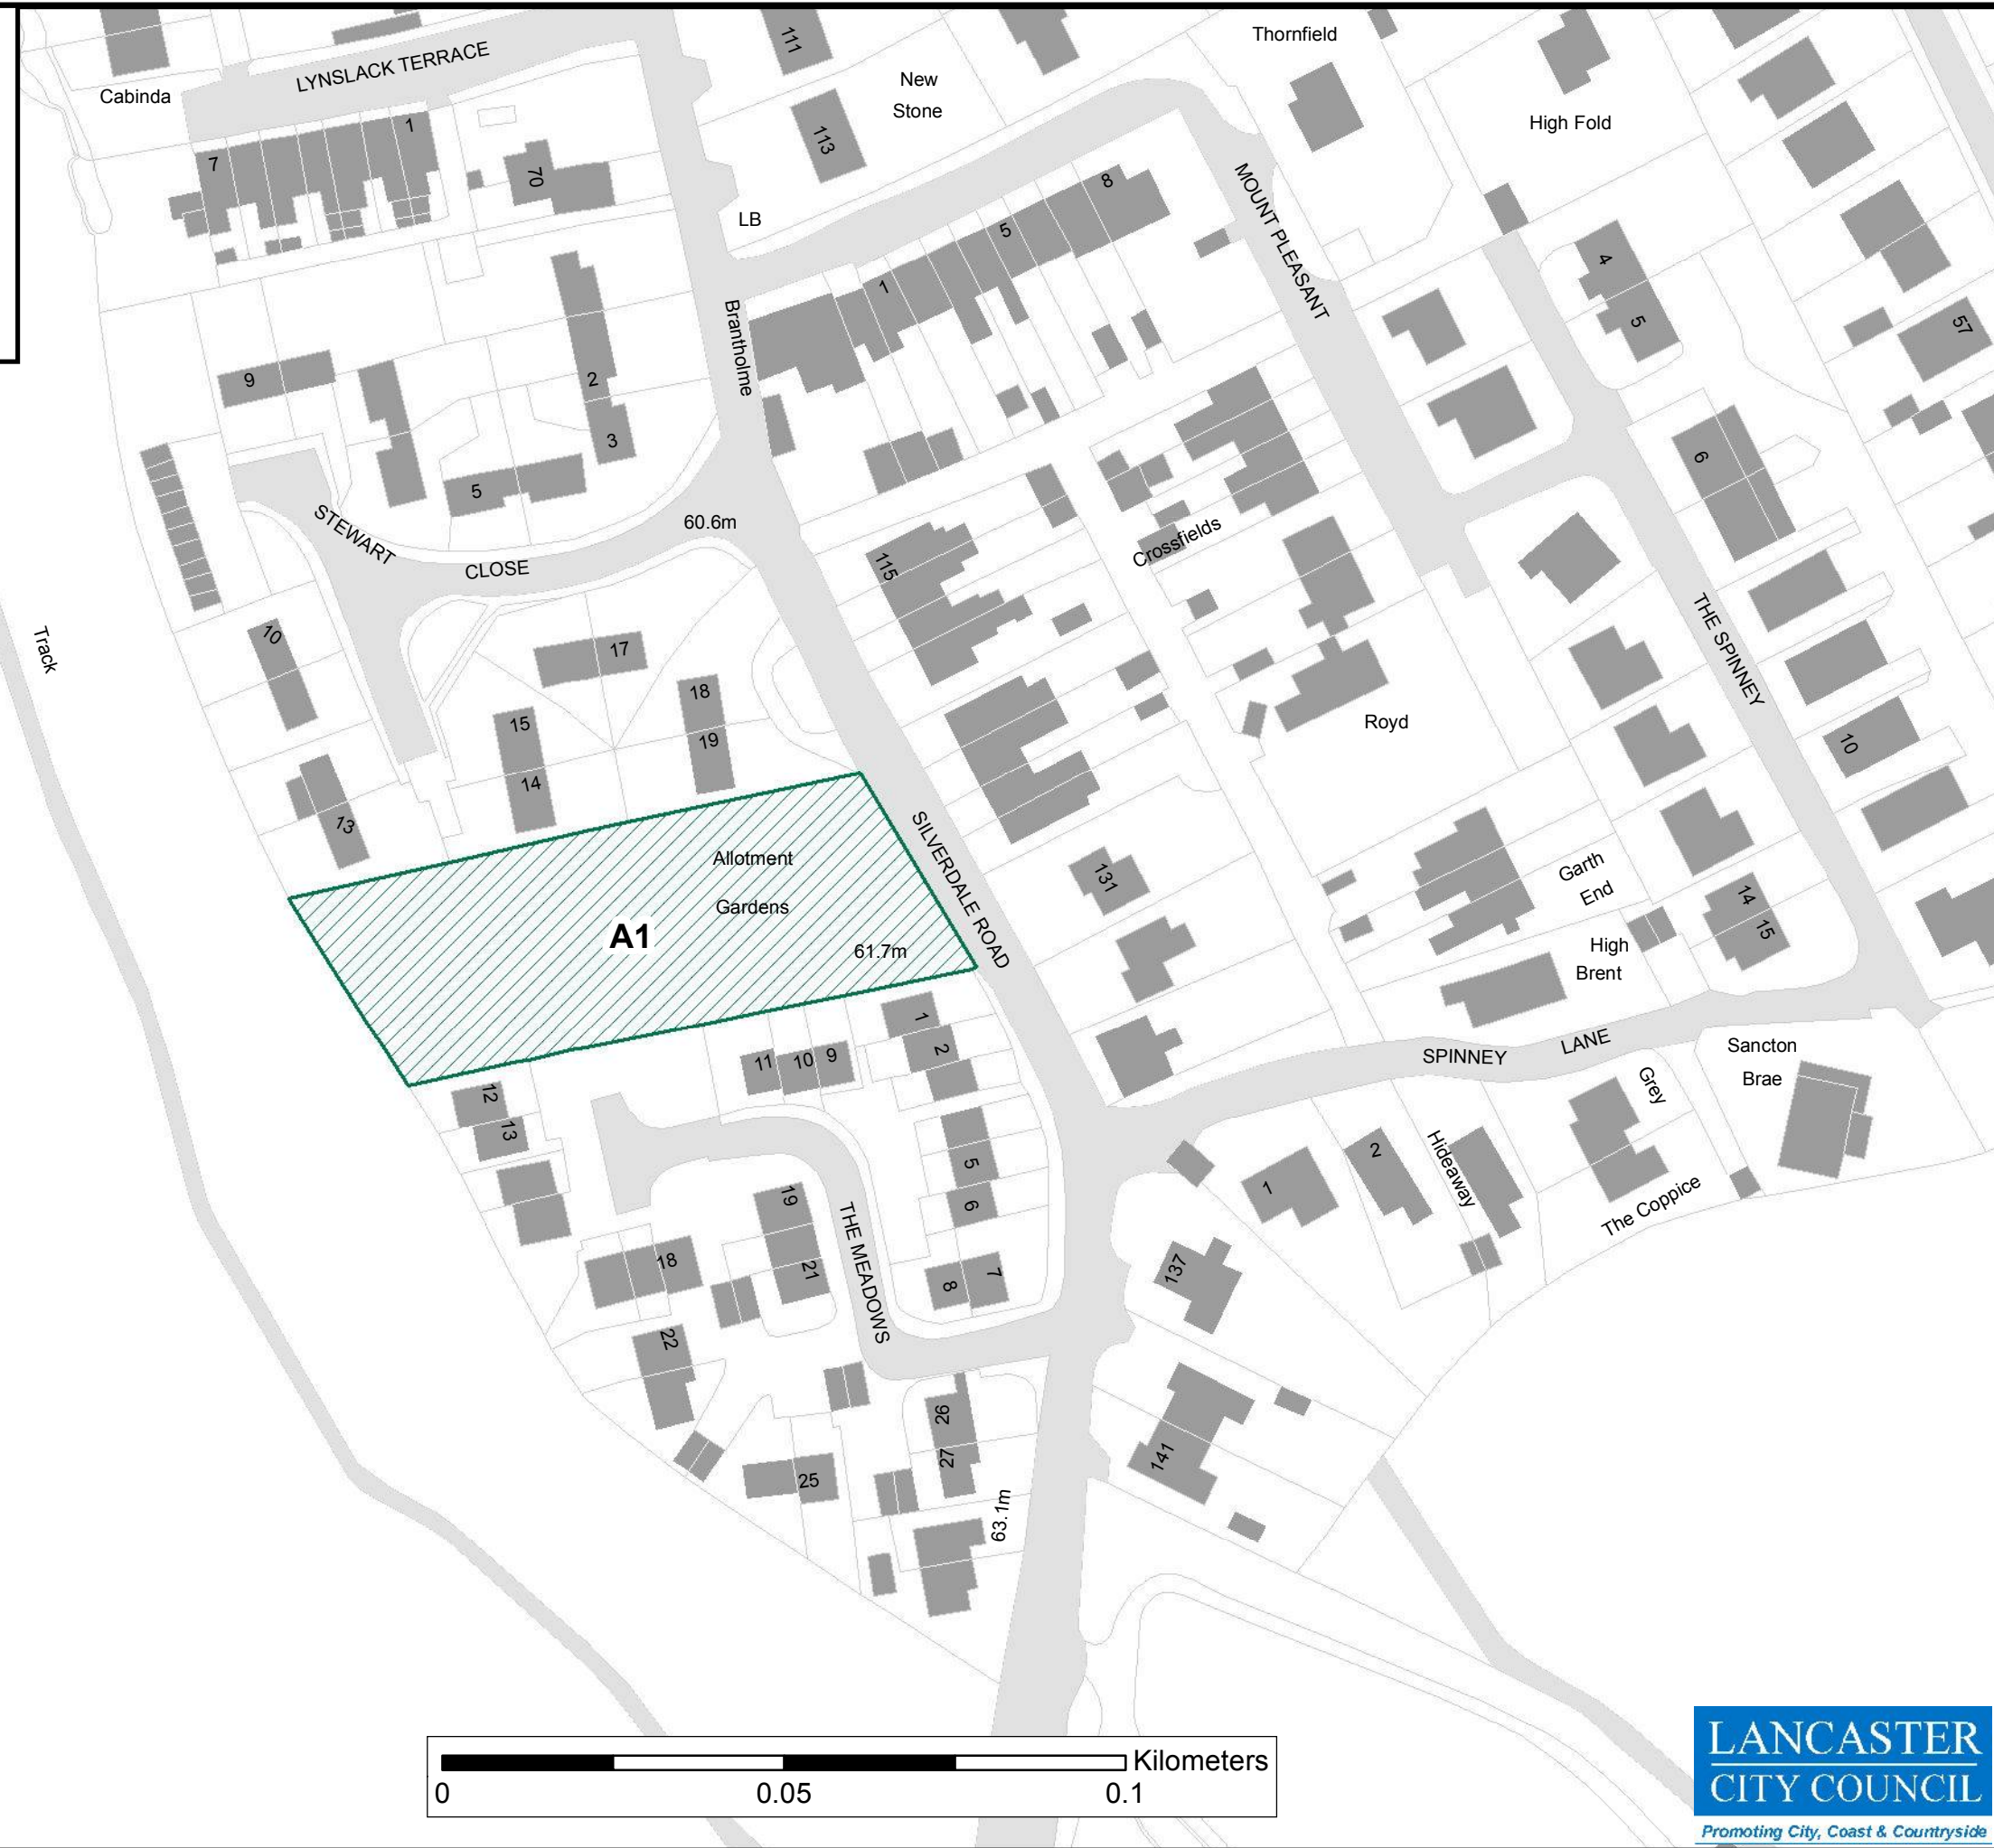 LYNSLACK TERRACE
Cabinda
111
New
Stone
113
Thornfield
High Fold
7
1
70
LB
8
5
1
MOUNT PLEASANT
4
5
57
Brantholme
9
2
3
5
6
STEWART
CLOSE
60.6m
115
Crossfields
THE SPINNEY
Track
10
17
18
19
15
14
13
Royd
10
Allotment
Gardens
A1
61.7m
SILVERDALE ROAD
131
Garth
End
14
15
High
Brent
SPINNEY
LANE
Sancton
Brae
Grey
1
2
11
10
9
12
13
5
6
8
7
19
21
18
22
THE MEADOWS
1
2
Hideaway
The Coppice
137
141
26
27
25
63.1m
0
0.05
0.1
Kilometers
LANCASTER
CITY COUNCIL
Promoting City, Coast & Countryside